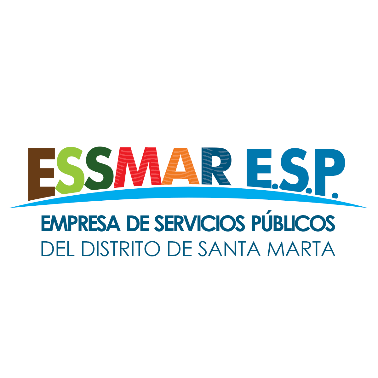 ESSMAR E.S.P.
EMPRESA DE SERVICIOS PÚBLICOS
DEL DISTRITO DE SANTA MARTA